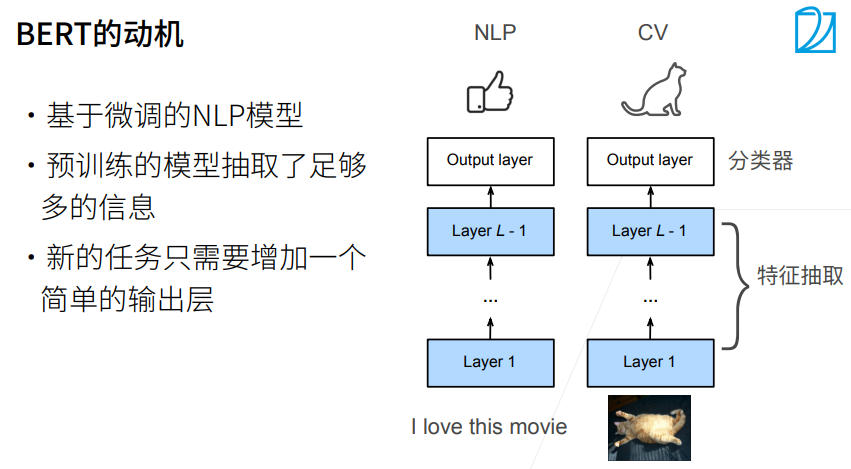 BERT的动机
• 基于微调的NLP模型
• 预训练的模型抽取了足够
多的信息
• 新的任务只需要增加一个
简单的输出层
NLP
CV
Output layer
Output layer
分类器
Layer L - 1
Layer L - 1
...
...
特征抽取
Layer 1
Layer 1
I love this movie